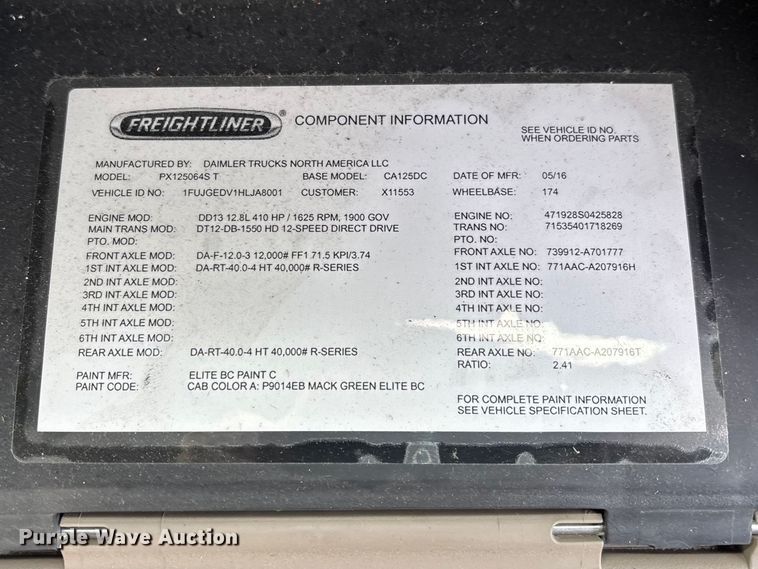 FREIGHTLINER ® COMPONENT INFORMATION
SEE VEHICLE ID NO.
WHEN ORDERING PARTS
MANUFACTURED BY: DAIMLER TRUCKS NORTH AMERICA LLC
MODEL: PX125064S T BASE MODEL: CA125DC DATE OF MFR: 05/16
VEHICLE ID NO: 1FUJGEDV1HLJA8001 CUSTOMER: X11553 WHEELBASE: 174
ENGINE MOD: DD13 12.8L 410 HP / 1625 RPM, 1900 GOV ENGINE NO: 471928S0425828
MAIN TRANS MOD: DT12-DB-1550 HD 12-SPEED DIRECT DRIVE TRANS NO: 71535401718269
PTO. MOD: PTO. NO:
FRONT AXLE MOD: DA-F-12.0-3 12,000# FF1 71.5 KPI/3.74 FRONT AXLE NO: 739912-A701777
1ST INT AXLE MOD: DA-RT-40.0-4 HT 40,000# R-SERIES 1ST INT AXLE NO: 771AAC-A207916H
2ND INT AXLE MOD: 2ND INT AXLE NO:
3RD INT AXLE MOD: 3RD INT AXLE NO:
4TH INT AXLE MOD: 4TH INT AXLE NO:
5TH INT AXLE MOD: 5TH INT AXLE NO:
6TH INT AXLE MOD: 6TH INT AXLE NO:
REAR AXLE MOD: DA-RT-40.0-4 HT 40,000# R-SERIES REAR AXLE NO: 771AAC-A207916T
RATIO: 2.41
PAINT MFR: ELITE BC PAINT C
PAINT CODE: CAB COLOR A: P9014EB MACK GREEN ELITE BC
FOR COMPLETE PAINT INFORMATION
SEE VEHICLE SPECIFICATION SHEET.
Purple Wave Auction